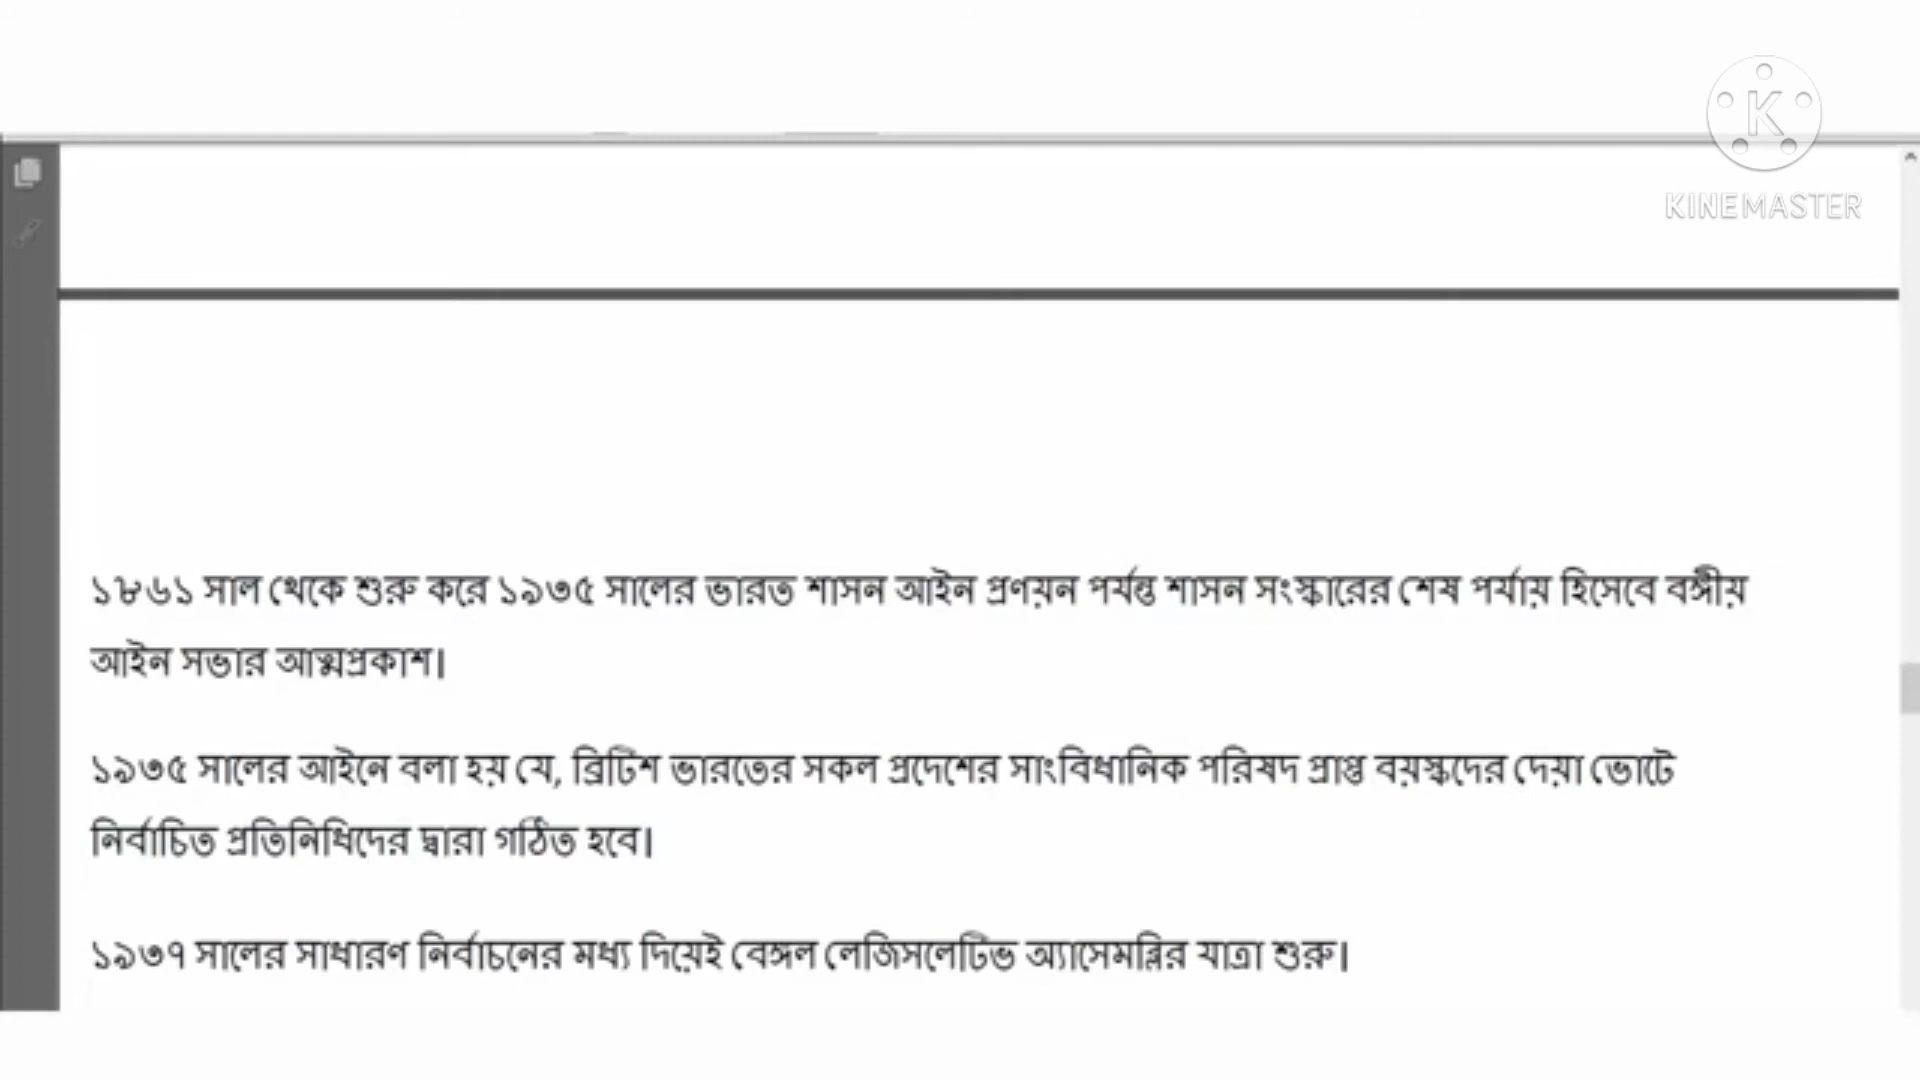 K
KINEMASTER
১৮৬১ সাল থেকে শুরু করে ১৯৩৫ সালের ভারত শাসন আইন প্রণয়ন পর্যন্ত শাসন সংস্কারের শেষ পর্যায় হিসেবে বঙ্গীয়
আইন সভার আত্মপ্রকাশ।
১৯৩৫ সালের আইনে বলা হয় যে, ব্রিটিশ ভারতের সকল প্রদেশের সাংবিধানিক পরিষদ প্রাপ্ত বয়স্কদের দেয়া ভোটে
নির্বাচিত প্রতিনিধিদের দ্বারা গঠিত হবে।
১৯৩৭ সালের সাধারণ নির্বাচনের মধ্য দিয়েই বেঙ্গল লেজিসলেটিভ অ্যাসেমব্লির যাত্রা শুরু।